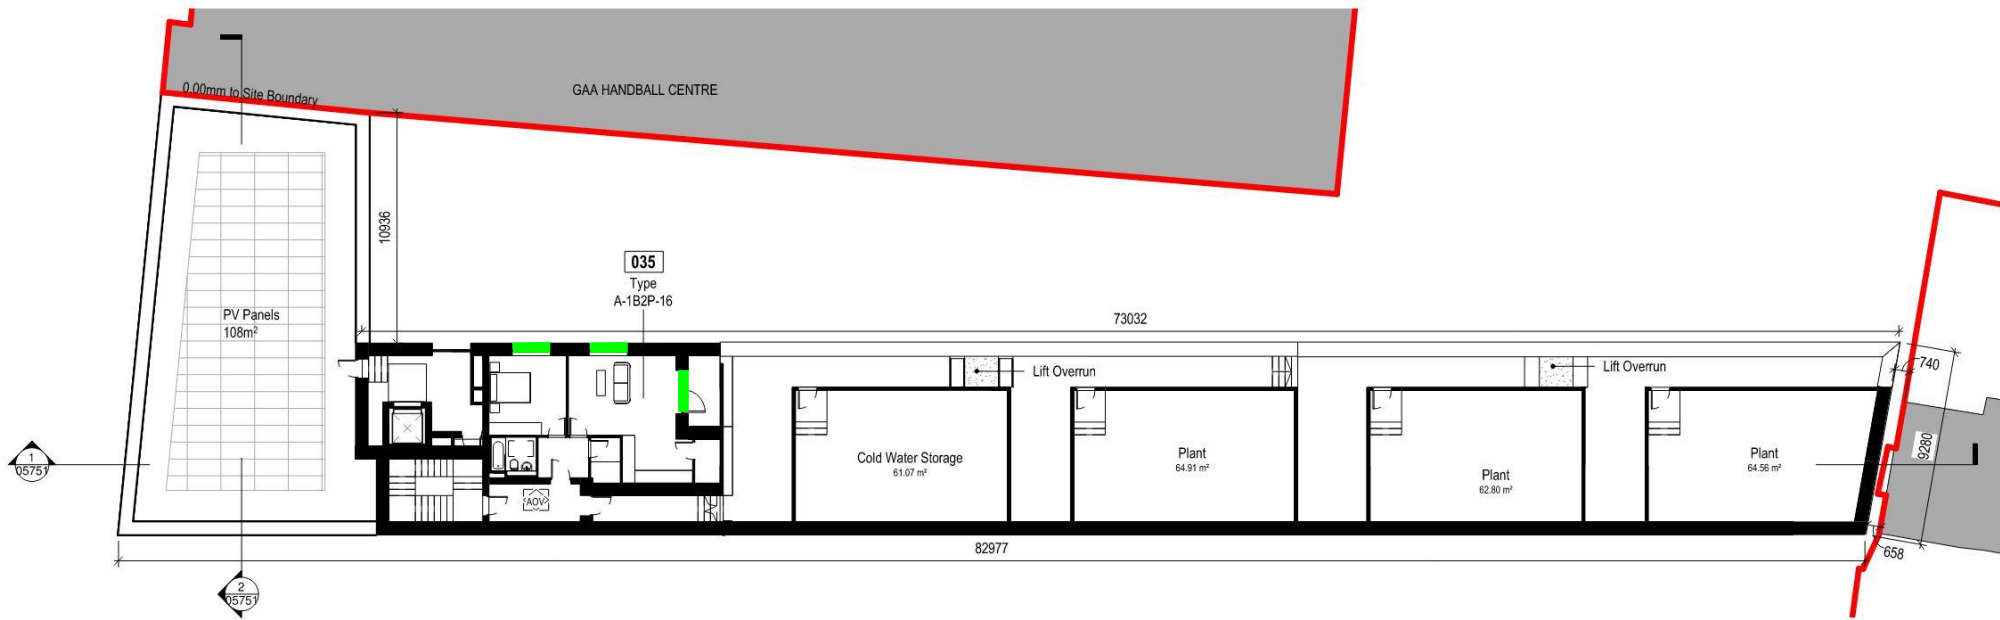 GAA HANDBALL CENTRE
0.00mm to Site Boundary
10936
035
Type
A-1B2P-16
PV Panels
108m²
73032
Lift Overrun
Lift Overrun
740
9280
Cold Water Storage
61.07 m²
Plant
64.91 m²
Plant
62.80 m²
Plant
64.56 m²
1
05751
AOV
82977
658
2
05751